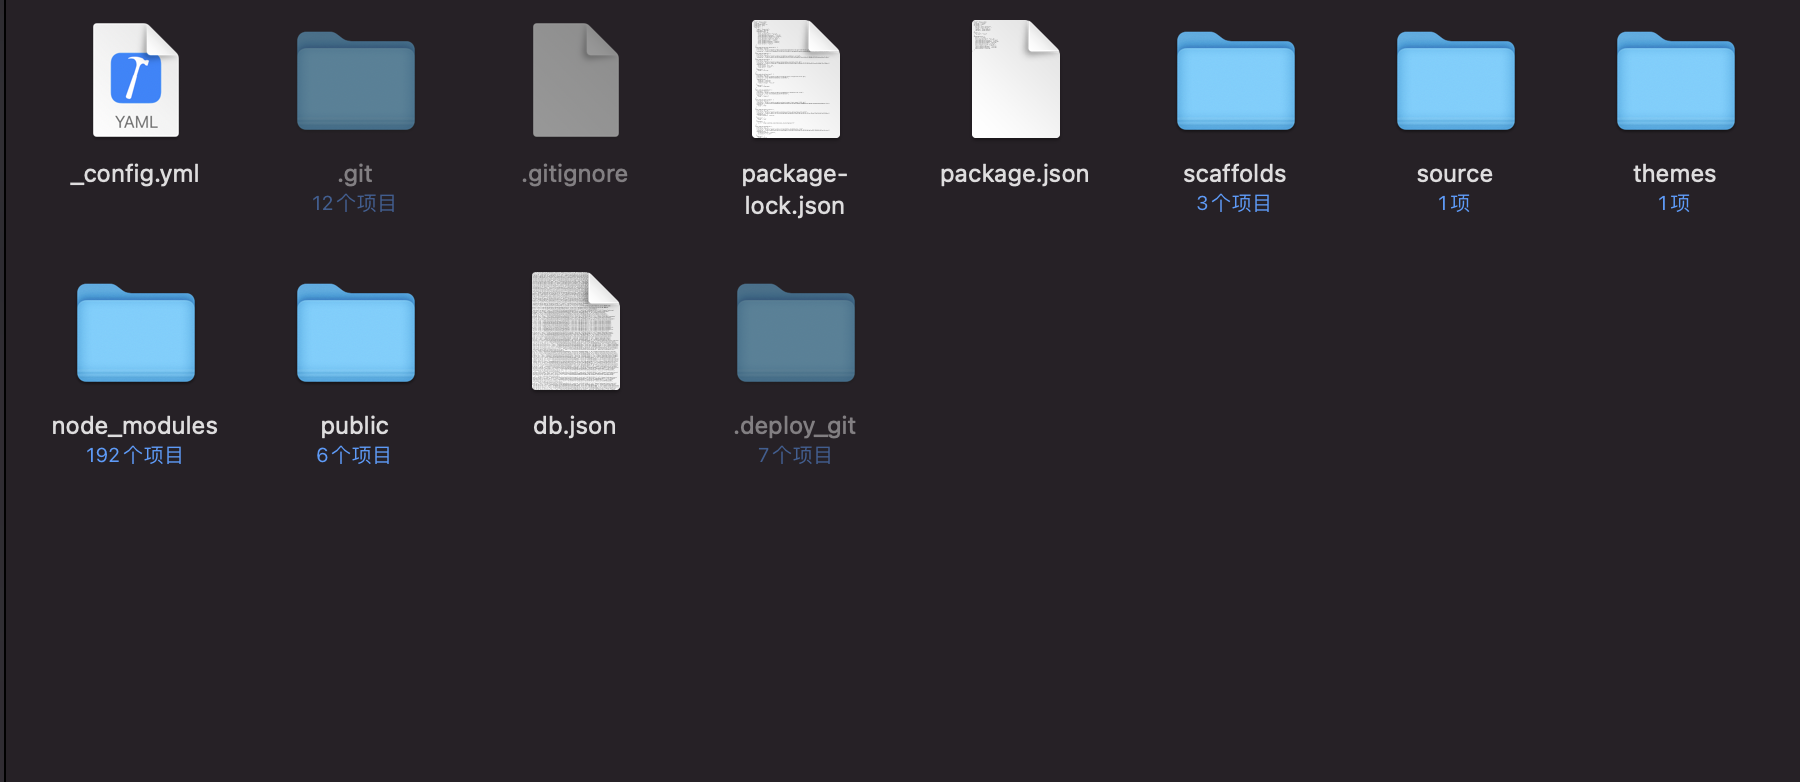 YAML
_config.yml
.git
12个项目
.gitignore
package-
lock.json
package.json
scaffolds
3个项目
source
1项
themes
1项
node_modules
192个项目
public
6个项目
db.json
.deploy_git
7个项目